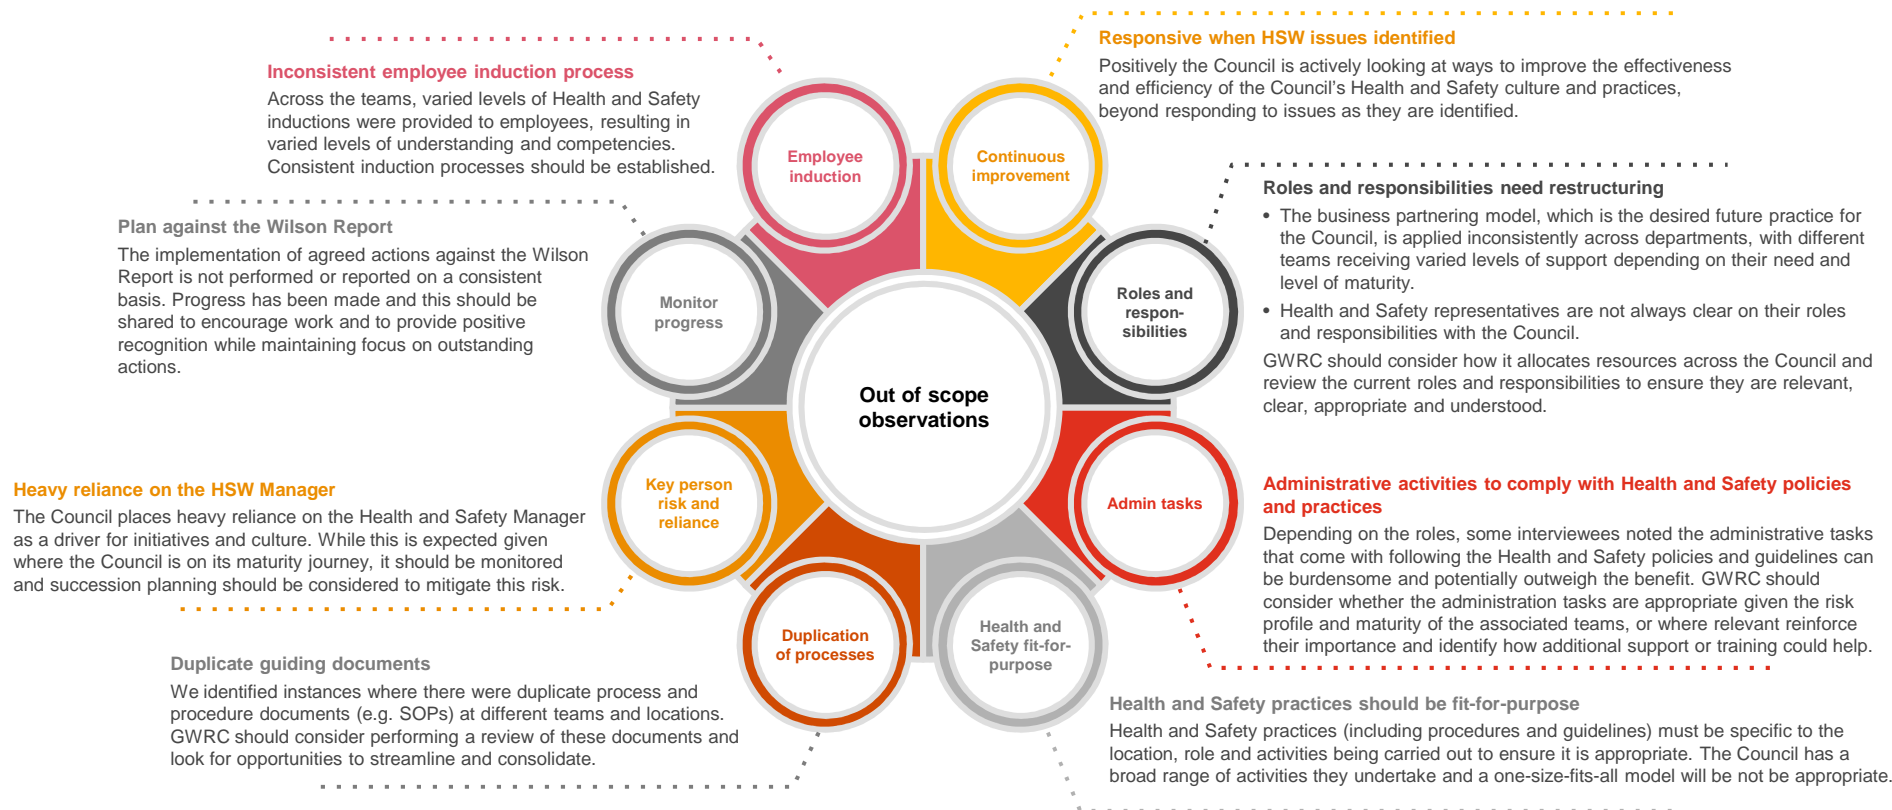 Inconsistent employee induction process
Across the teams, varied levels of Health and Safety
inductions were provided to employees, resulting in
varied levels of understanding and competencies.
Consistent induction processes should be established.
Plan against the Wilson Report
The implementation of agreed actions against the Wilson
Report is not performed or reported on a consistent
basis. Progress has been made and this should be
shared to encourage work and to provide positive
recognition while maintaining focus on outstanding
actions.
Heavy reliance on the HSW Manager
The Council places heavy reliance on the Health and Safety Manager
as a driver for initiatives and culture. While this is expected given
where the Council is on its maturity journey, it should be monitored
and succession planning should be considered to mitigate this risk.
Duplicate guiding documents
We identified instances where there were duplicate process and
procedure documents (e.g. SOPs) at different teams and locations.
GWRC should consider performing a review of these documents and
look for opportunities to streamline and consolidate.
Employee
induction
Continuous
improvement
Monitor
progress
Roles and
respon-
sibilities
Out of scope
observations
Key person
risk and
reliance
Admin tasks
Duplication
of processes
Health and
Safety fit-for-
purpose
Responsive when HSW issues identified
Positively the Council is actively looking at ways to improve the effectiveness
and efficiency of the Council's Health and Safety culture and practices,
beyond responding to issues as they are identified.
Roles and responsibilities need restructuring
• The business partnering model, which is the desired future practice for
the Council, is applied inconsistently across departments, with different
teams receiving varied levels of support depending on their need and
level of maturity.
• Health and Safety representatives are not always clear on their roles
and responsibilities with the Council.
GWRC should consider how it allocates resources across the Council and
review the current roles and responsibilities to ensure they are relevant,
clear, appropriate and understood.
Administrative activities to comply with Health and Safety policies
and practices
Depending on the roles, some interviewees noted the administrative tasks
that come with following the Health and Safety policies and guidelines can
be burdensome and potentially outweigh the benefit. GWRC should
consider whether the administration tasks are appropriate given the risk
profile and maturity of the associated teams, or where relevant reinforce
their importance and identify how additional support or training could help.
Health and Safety practices should be fit-for-purpose
Health and Safety practices (including procedures and guidelines) must be specific to the
location, role and activities being carried out to ensure it is appropriate. The Council has a
broad range of activities they undertake and a one-size-fits-all model will be not be appropriate.